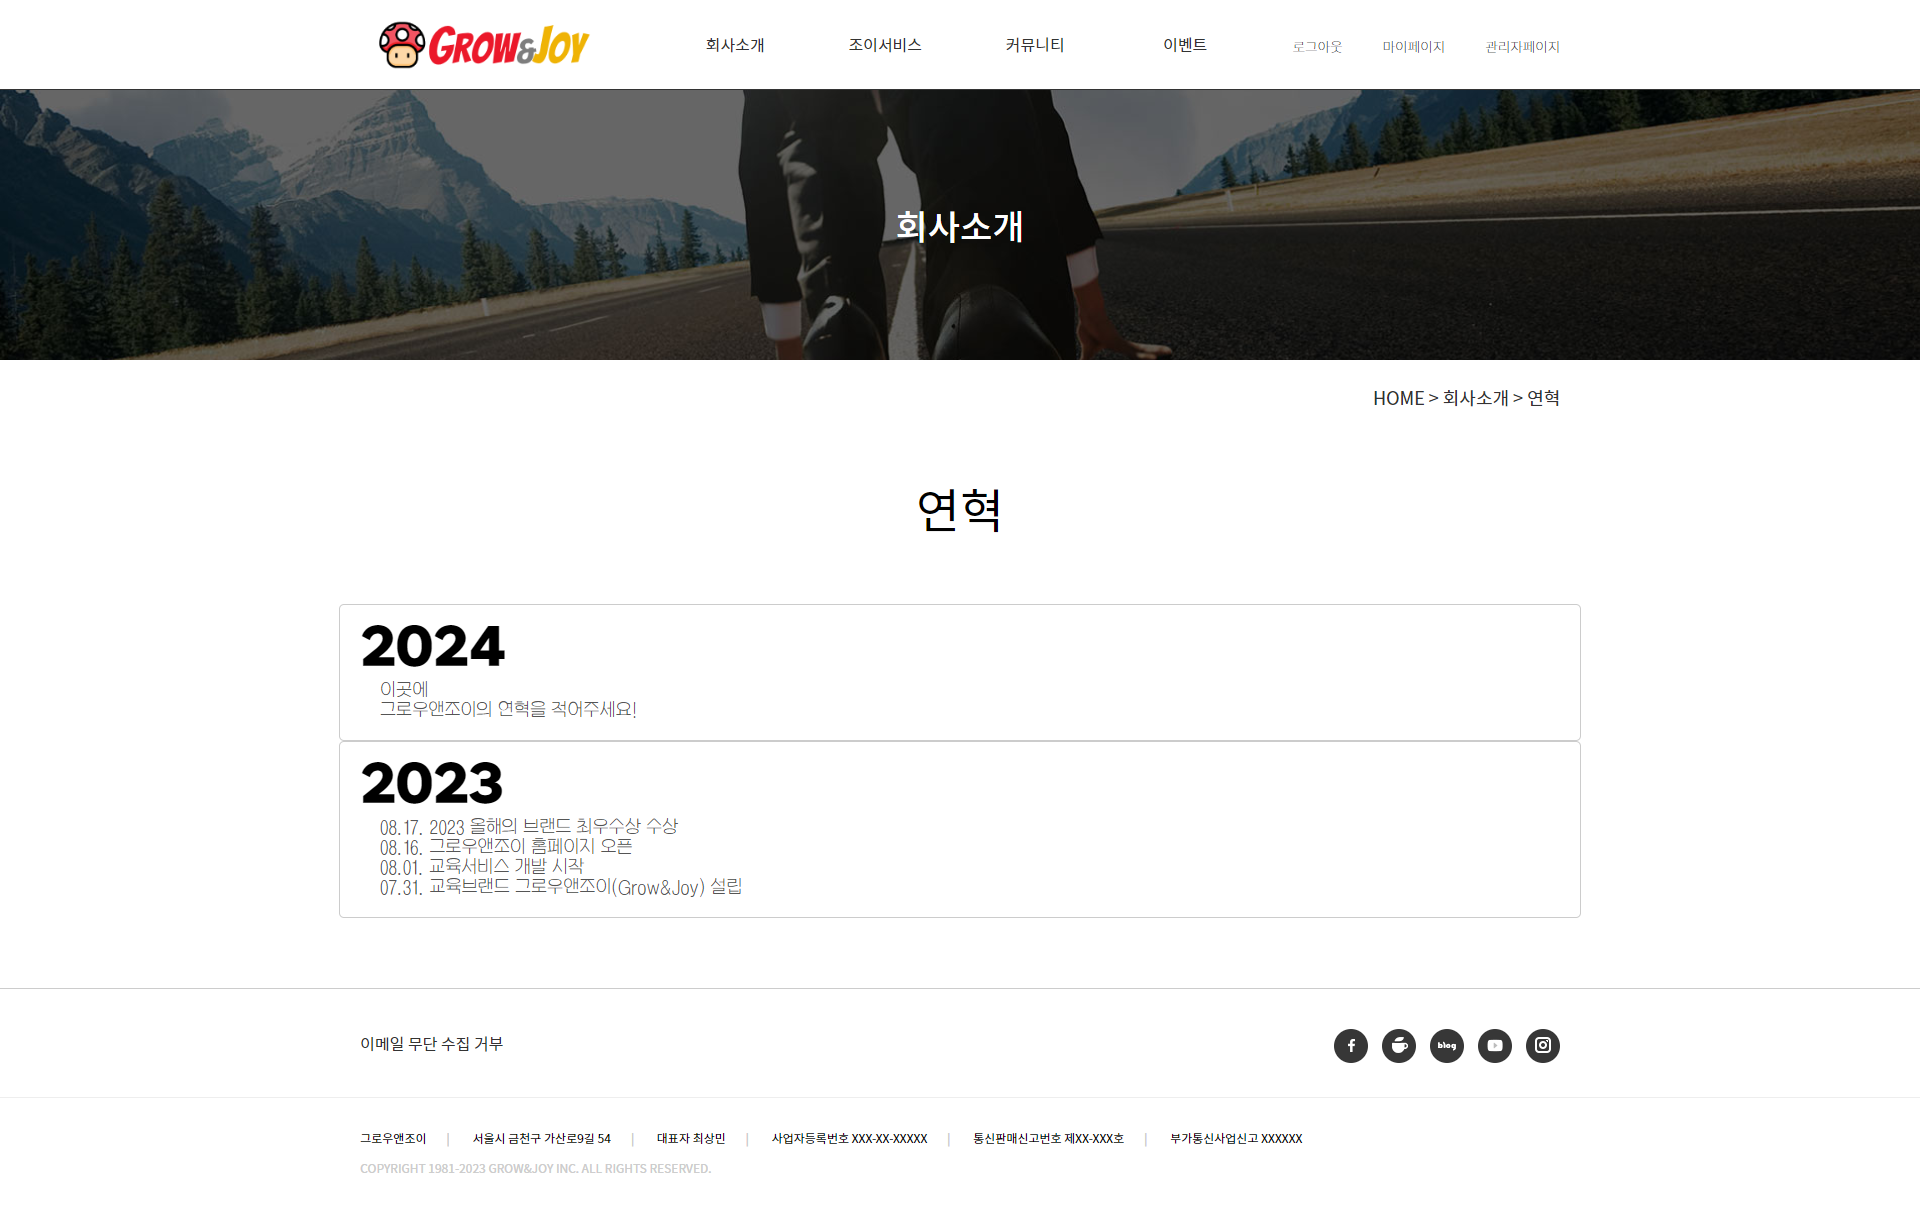 GROW&JOY
회사소개
조이서비스
커뮤니티
이벤트
로그아웃
마이페이지
관리자페이지
회사소개
HOME > 회사소개 > 연혁
연혁
2024
이곳에
그로우앤조이의 연혁을 적어주세요!
2023
08.17. 2023 올해의 브랜드 최우수상 수상
08.16. 그로우앤조이 홈페이지 오픈
08.01. 교육서비스 개발 시작
07.31. 교육브랜드 그로우앤조이(Grow&Joy) 설립
이메일 무단 수집 거부
blog
그로우앤조이 | 서울시 금천구 가산로9길 54 | 대표자 최상민 | 사업자등록번호 XXX-XX-XXXXX | 통신판매신고번호 제XX-XXX호 | 부가통신사업신고 XXXXXX
COPYRIGHT 1981-2023 GROW&JOY INC. ALL RIGHTS RESERVED.